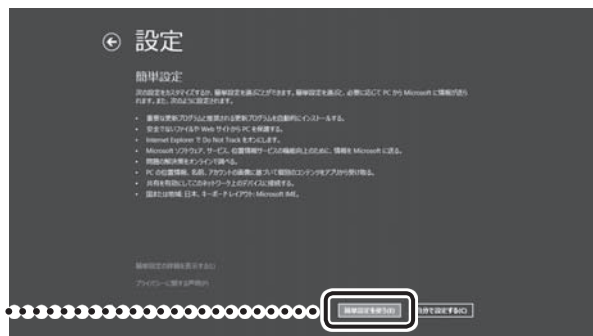 設定
簡単設定
次の設定をカスタマイズするか、簡単設定を選ぶことができます。簡単設定を選ぶと、必要に応じて PC から Microsoft に情報が送ら
れます。また、次のように設定されます。
• 重要な更新プログラムと推奨される更新プログラムを自動的にインストールする。
• 安全でないファイルや Web サイトから PC を保護する。
• Internet Explorer で Do Not Track をオンにします。
• Microsoft ソフトウェア、サービス、位置情報サービスの機能向上のために、情報を Microsoft に送る。
• 問題の解決策をオンラインで調べる。
• PC の位置情報、名前、アカウントの画像に基づいて個別のコンテンツをアプリから受け取る。
• 共有を有効にしてこのネットワーク上のデバイスに接続する。
• 国または地域: 日本、キーボード レイアウト: Microsoft IME。
簡単設定の詳細を表示する(L)
プライバシーに関する声明(P)
簡単設定を使う(E)
自分で設定する(C)